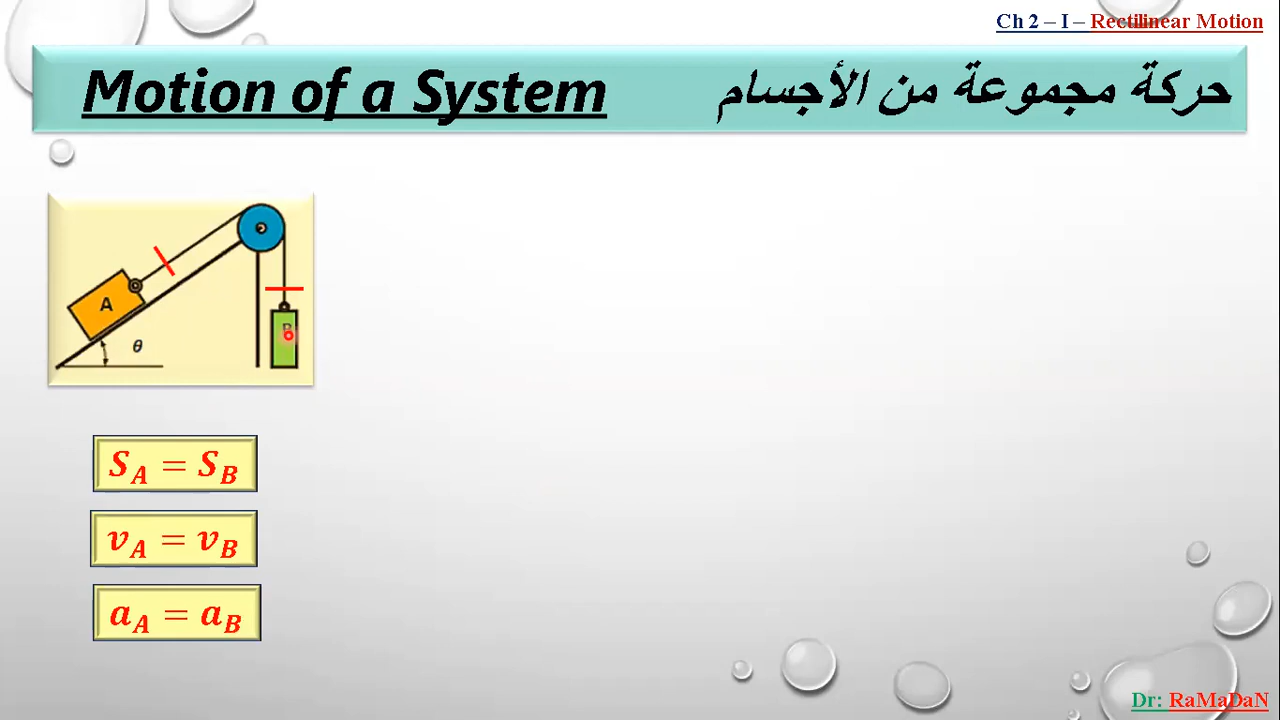 Ch 2 – I – Rectilinear Motion
Motion of a System حركة مجموعة من الأجسام
A
B
θ
S_A = S_B
v_A = v_B
a_A = a_B
Dr: RaMaDaN